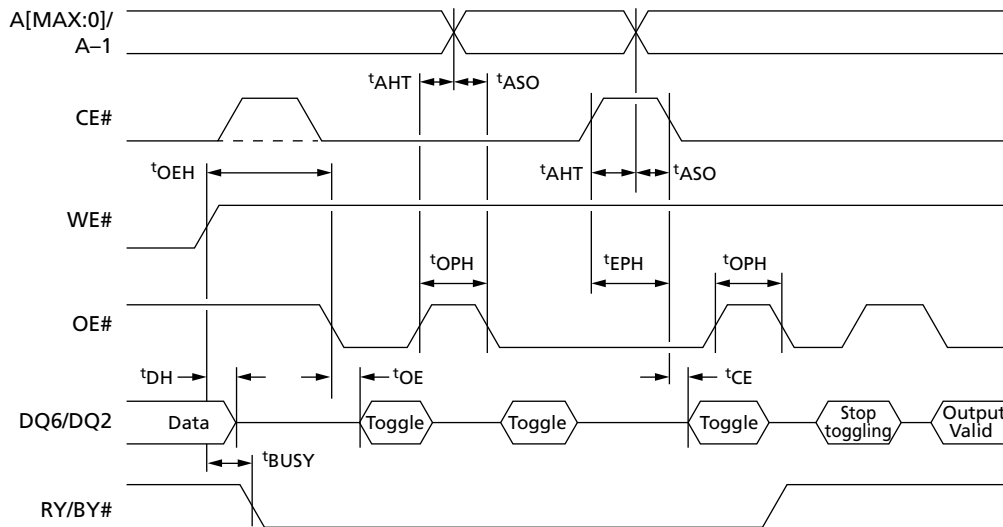 A[MAX:0]/
A–1
tAHT
tASO
CE#
tOEH
tAHT
tASO
WE#
tOPH
tEPH
tOPH
OE#
tDH
tOE
tCE
DQ6/DQ2
Data
Toggle
Toggle
Toggle
Stop
toggling
Output
Valid
tBUSY
RY/BY#